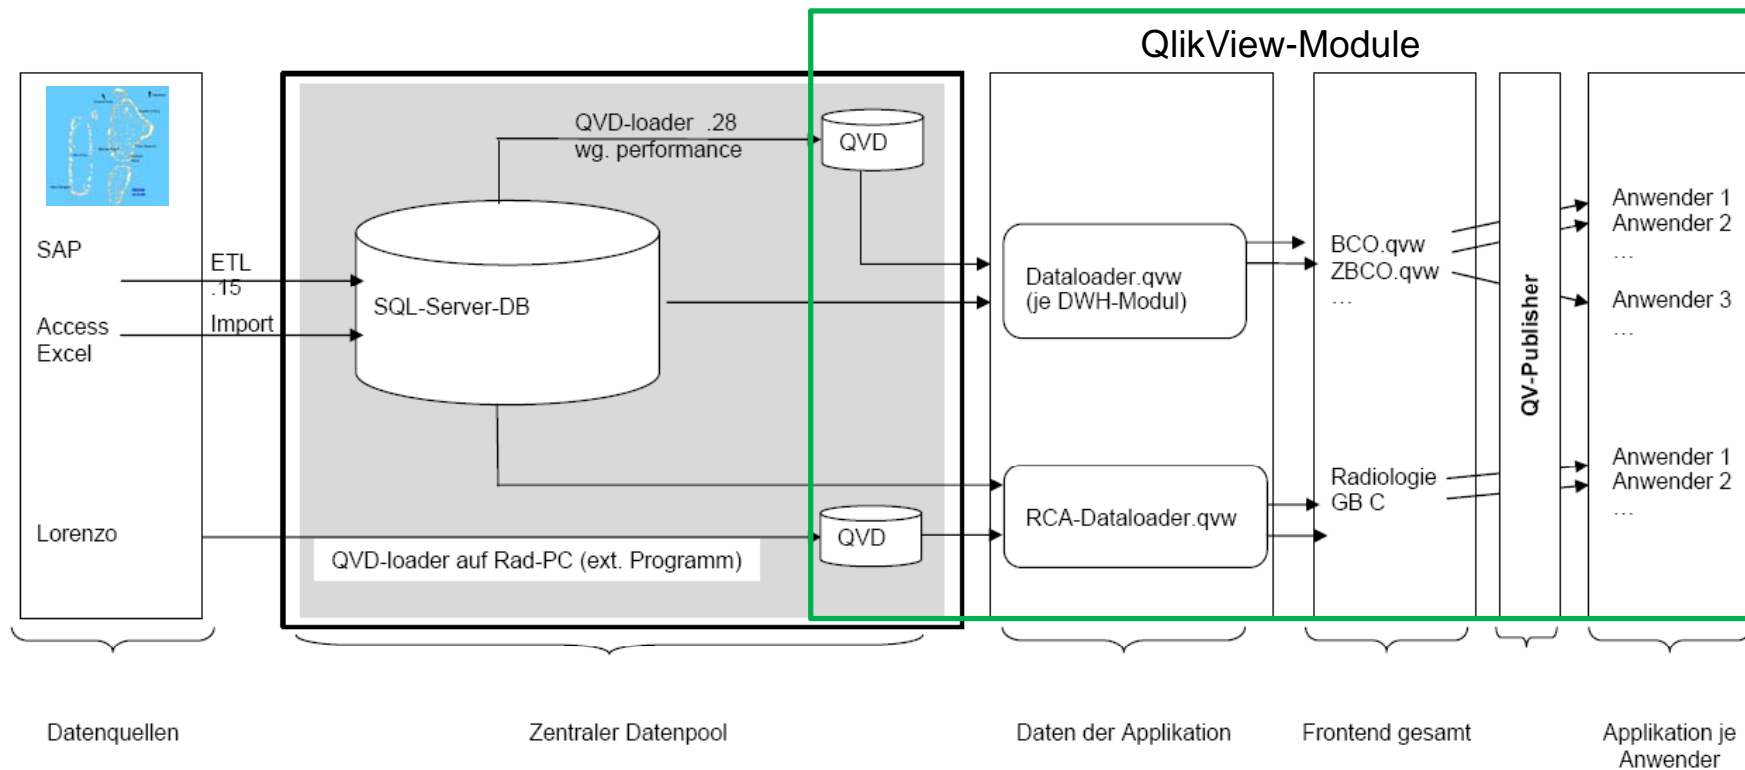 QlikView-Module
QVD-loader .28
wg. performance
QVD
SAP
ETL
.15
Access
Excel
Import
SQL-Server-DB
Dataloader.qvw
(je DWH-Modul)
BCO.qvw
ZBCO.qvw
...
QV-Publisher
Anwender 1
Anwender 2
...
Anwender 3
...
Lorenzo
QVD-loader auf Rad-PC (ext. Programm)
QVD
RCA-Dataloader.qvw
Radiologie
GB C
Anwender 1
Anwender 2
...
Datenquellen
Zentraler Datenpool
Daten der Applikation
Frontend gesamt
Applikation je
Anwender